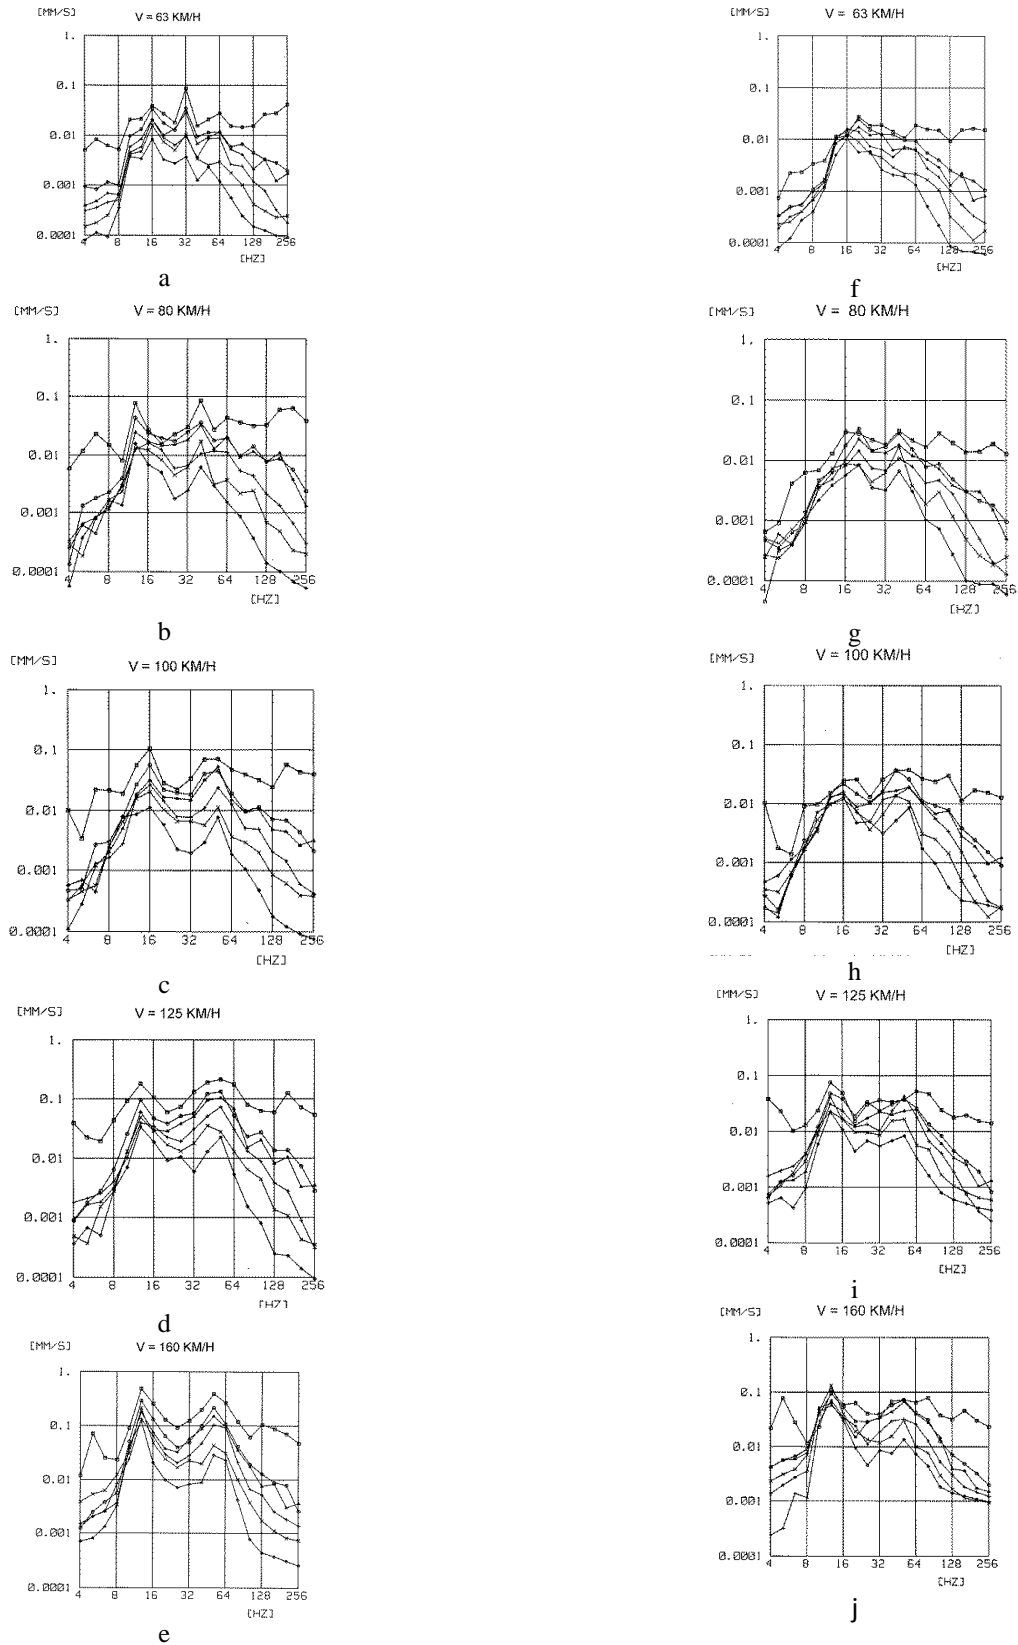 [MM/S] V = 63 KM/H
1.
0.1
0.01
0.001
0.0001
8 16 32 64 128 256
[HZ]
a
[MM/S] V = 80 KM/H
1.
0.1
0.01
0.001
0.0001
4 8 16 32 64 128 256
[HZ]
b
[MM/S] V = 100 KM/H
1.
0.1
0.01
0.001
0.0001
4 8 16 32 64 128 256
[HZ]
c
[MM/S] V = 125 KM/H
1.
0.1
0.01
0.001
0.0001
4 8 16 32 64 128 256
[HZ]
d
[MM/S] V = 160 KM/H
1.
0.1
0.01
0.001
0.0001
4 8 16 32 64 128 256
[HZ]
e
[MM/S] V = 63 KM/H
1.
0.1
0.01
0.001
0.0001
4 8 16 32 64 128 256
[HZ]
f
[MM/S] V = 80 KM/H
1.
0.1
0.01
0.001
0.0001
4 8 16 32 64 128 256
[HZ]
g
[MM/S] V = 100 KM/H
1.
0.1
0.01
0.001
0.0001
4 8 16 32 64 128 256
[HZ]
h
[MM/S] V = 125 KM/H
1.
0.1
0.01
0.001
0.0001
4 8 16 32 64 128 256
[HZ]
i
[MM/S] V = 160 KM/H
1.
0.1
0.01
0.001
0.0001
4 8 16 32 64 128 256
[HZ]
j